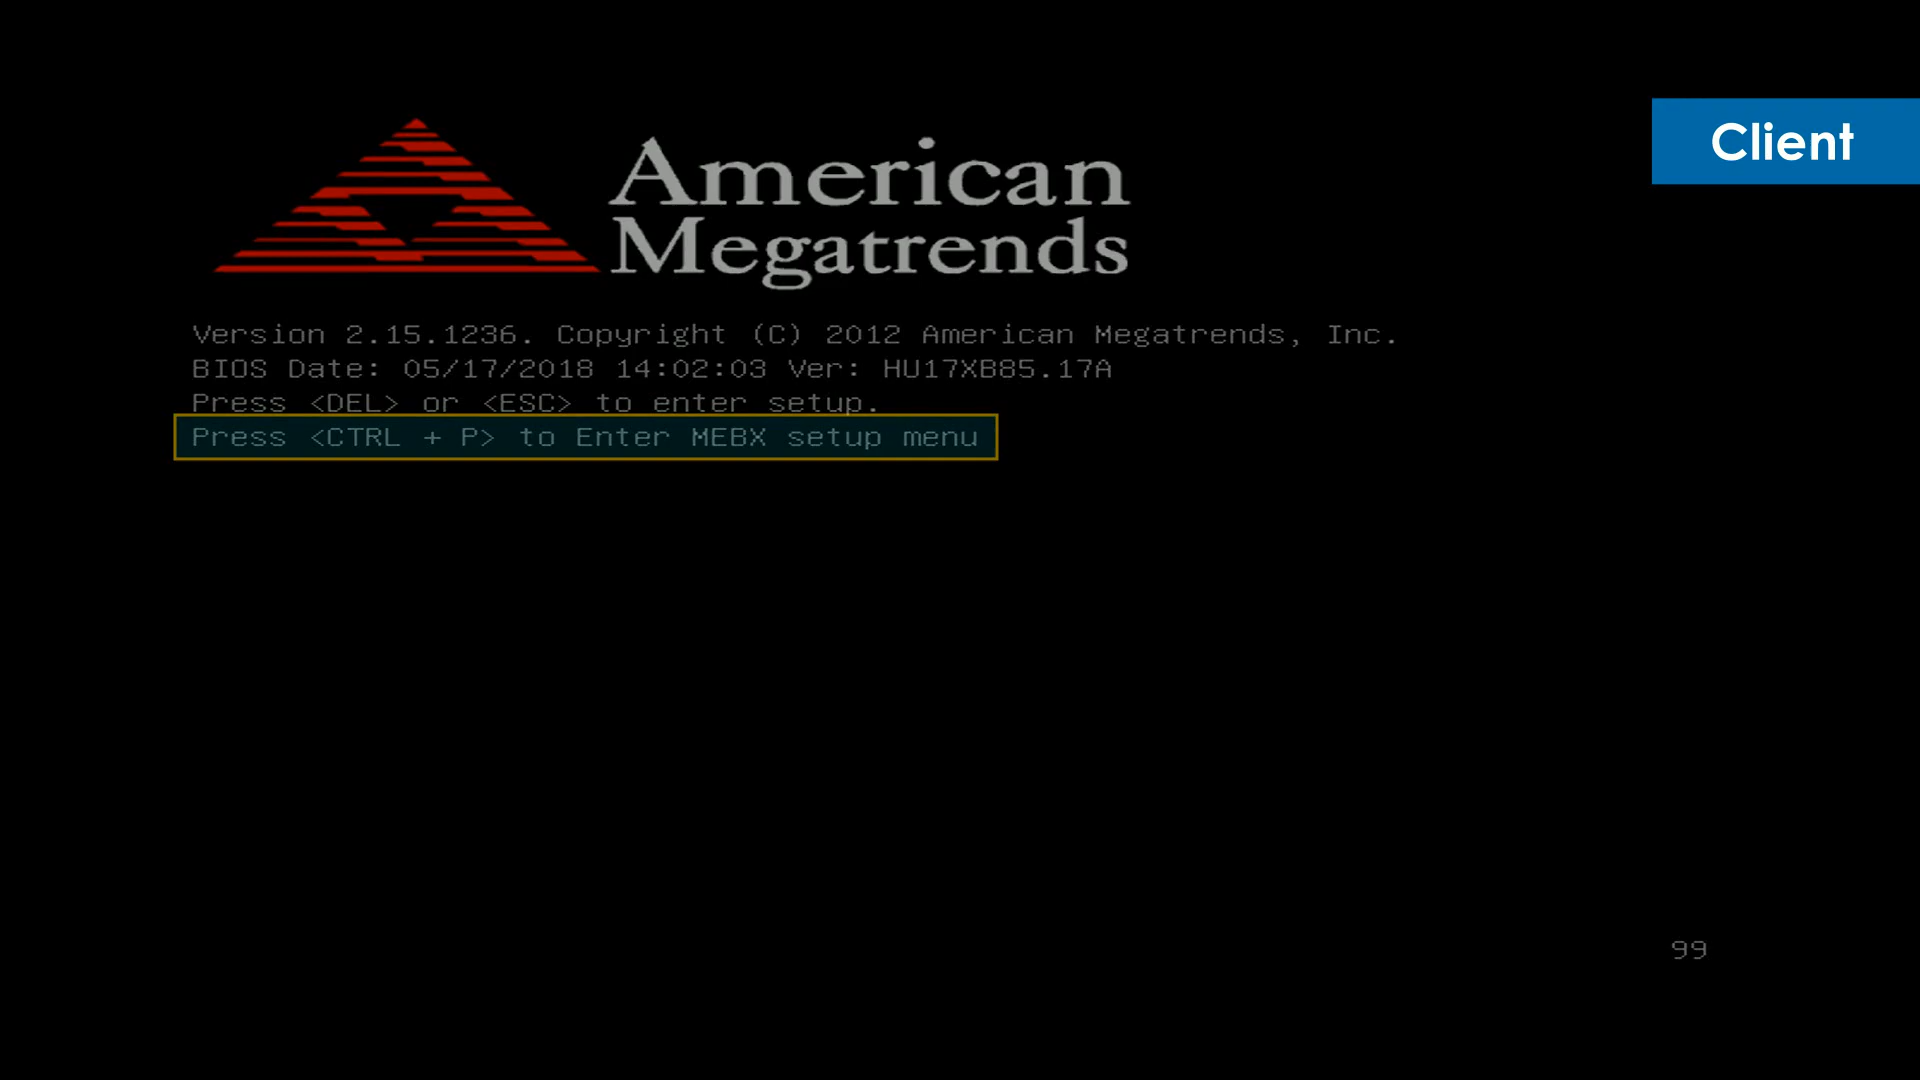 Client
American
Megatrends
Version 2.15.1236. Copyright (C) 2012 American Megatrends, Inc.
BIOS Date: 05/17/2018 14:02:03 Ver: HU17XB85.17A
Press <DEL> or <ESC> to enter setup.
Press <CTRL + P> to Enter MEBX setup menu
99